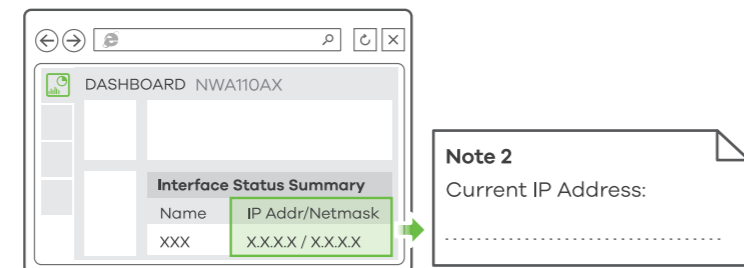 DASHBOARD NWA110AX
Interface Status Summary
Name IP Addr/Netmask
XXX X.X.X.X / X.X.X.X
Note 2
Current IP Address: